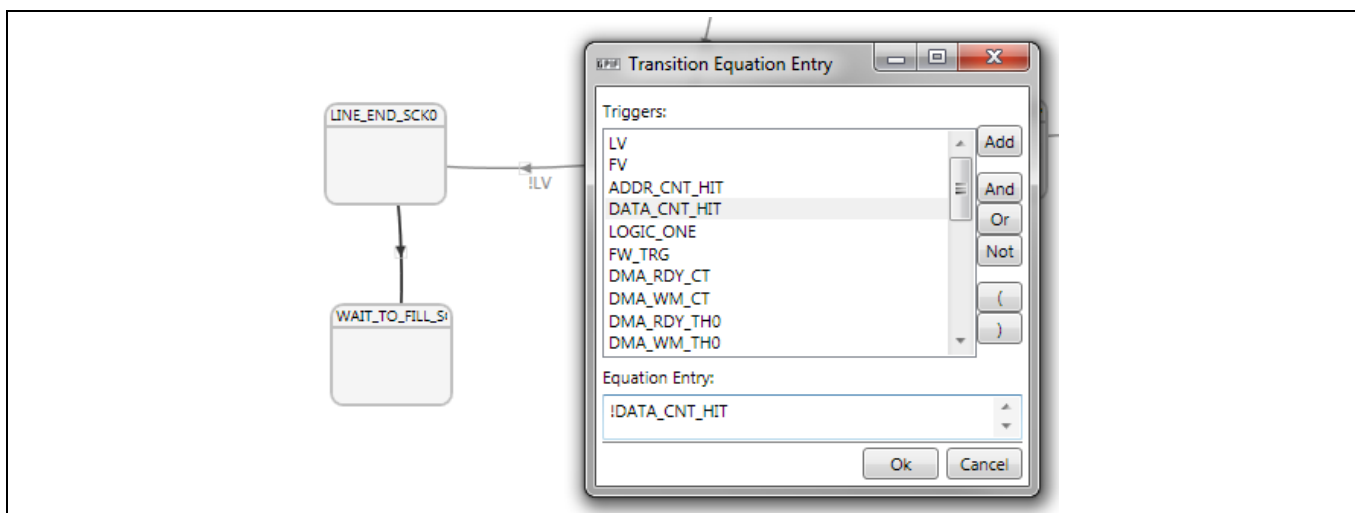 LINE_END_SCK0
!LV
WAIT_TO_FILL_S
GPIF Transition Equation Entry
Triggers:
LV
FV
ADDR_CNT_HIT
DATA_CNT_HIT
LOGIC_ONE
FW_TRG
DMA_RDY_CT
DMA_WM_CT
DMA_RDY_TH0
DMA_WM_TH0
Add
And
Or
Not
(
)
Equation Entry:
!DATA_CNT_HIT
Ok Cancel